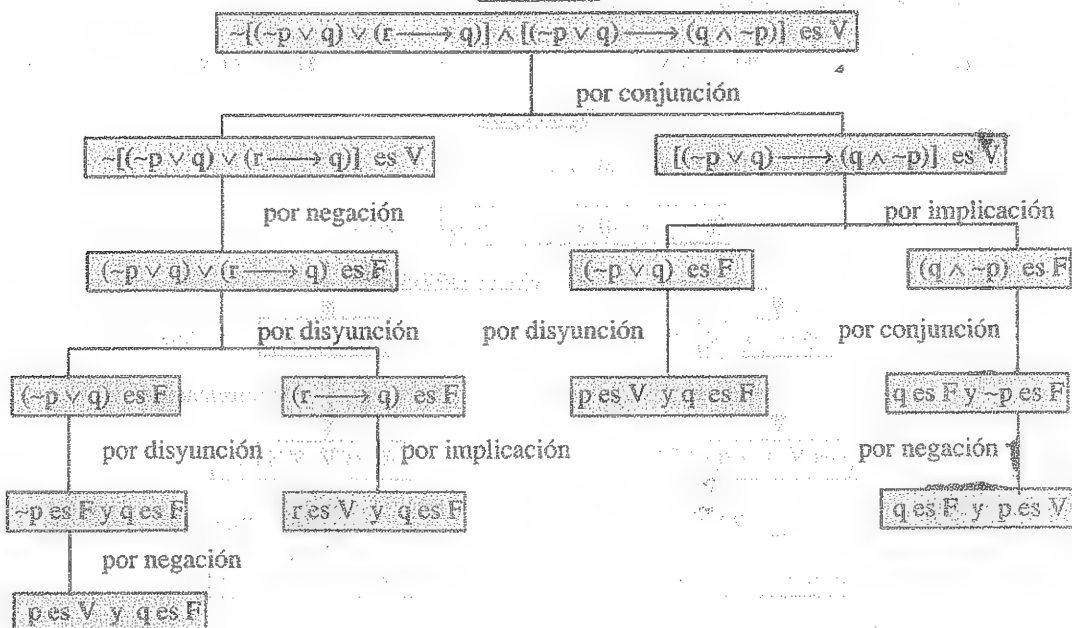 ~[(~p ∨ q) ∨ (r ⟶ q)] ∧ [(~p ∨ q) ⟶ (q ∧ ~p)] es V
por conjunción
~[(~p ∨ q) ∨ (r ⟶ q)] es V
[(~p ∨ q) ⟶ (q ∧ ~p)] es V
por negación
por implicación
(~p ∨ q) ∨ (r ⟶ q) es F
(~p ∨ q) es F
(q ∧ ~p) es F
por disyunción
por disyunción
por conjunción
(~p ∨ q) es F
(r ⟶ q) es F
p es V y q es F
q es F y ~p es F
por disyunción
por implicación
por negación
~p es F y q es F
r es V y q es F
q es F y p es V
por negación
p es V y q es F